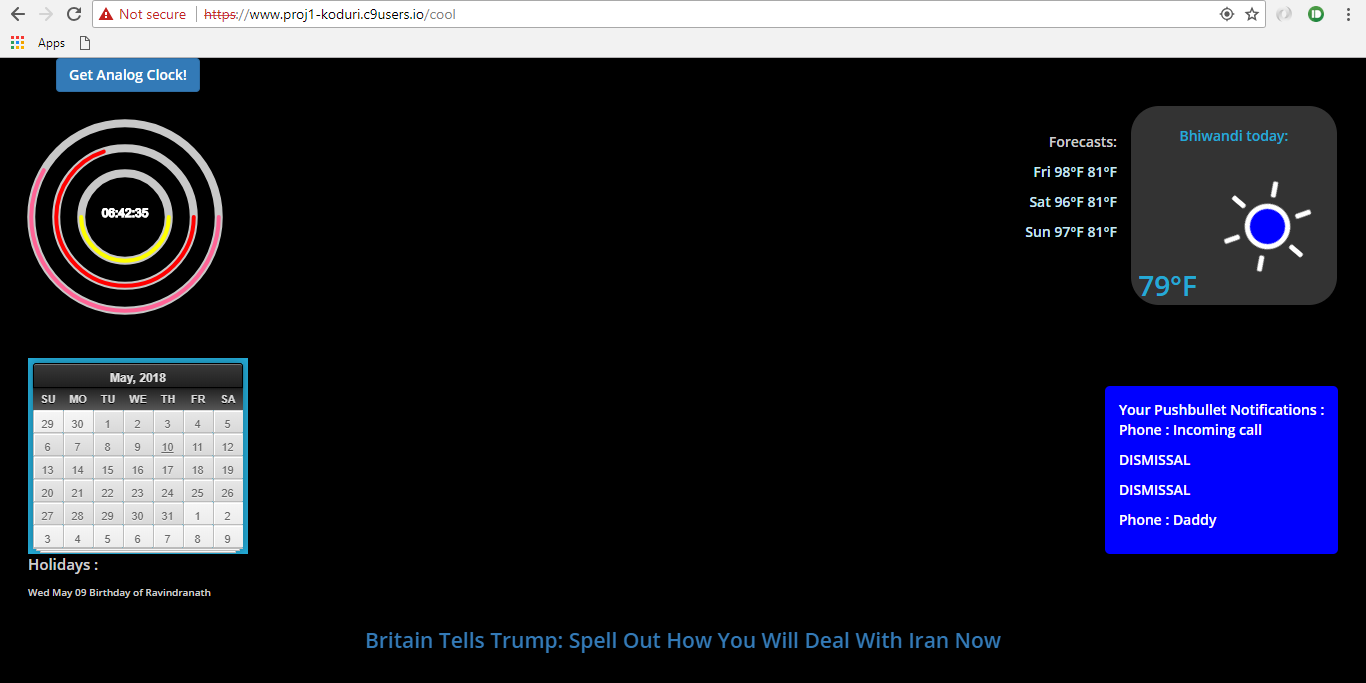 Not secure https://www.proj1-koduri.c9users.io/cool
Apps
Get Analog Clock!
06:42:35
Forecasts:
Fri 98°F 81°F
Sat 96°F 81°F
Sun 97°F 81°F
Bhiwandi today:
79°F
May, 2018
SU MO TU WE TH FR SA
29 30 1 2 3 4 5
6 7 8 9 10 11 12
13 14 15 16 17 18 19
20 21 22 23 24 25 26
27 28 29 30 31 1 2
3 4 5 6 7 8 9
Holidays :
Wed May 09 Birthday of Ravindranath
Your Pushbullet Notifications :
Phone : Incoming call
DISMISSAL
DISMISSAL
Phone : Daddy
Britain Tells Trump: Spell Out How You Will Deal With Iran Now